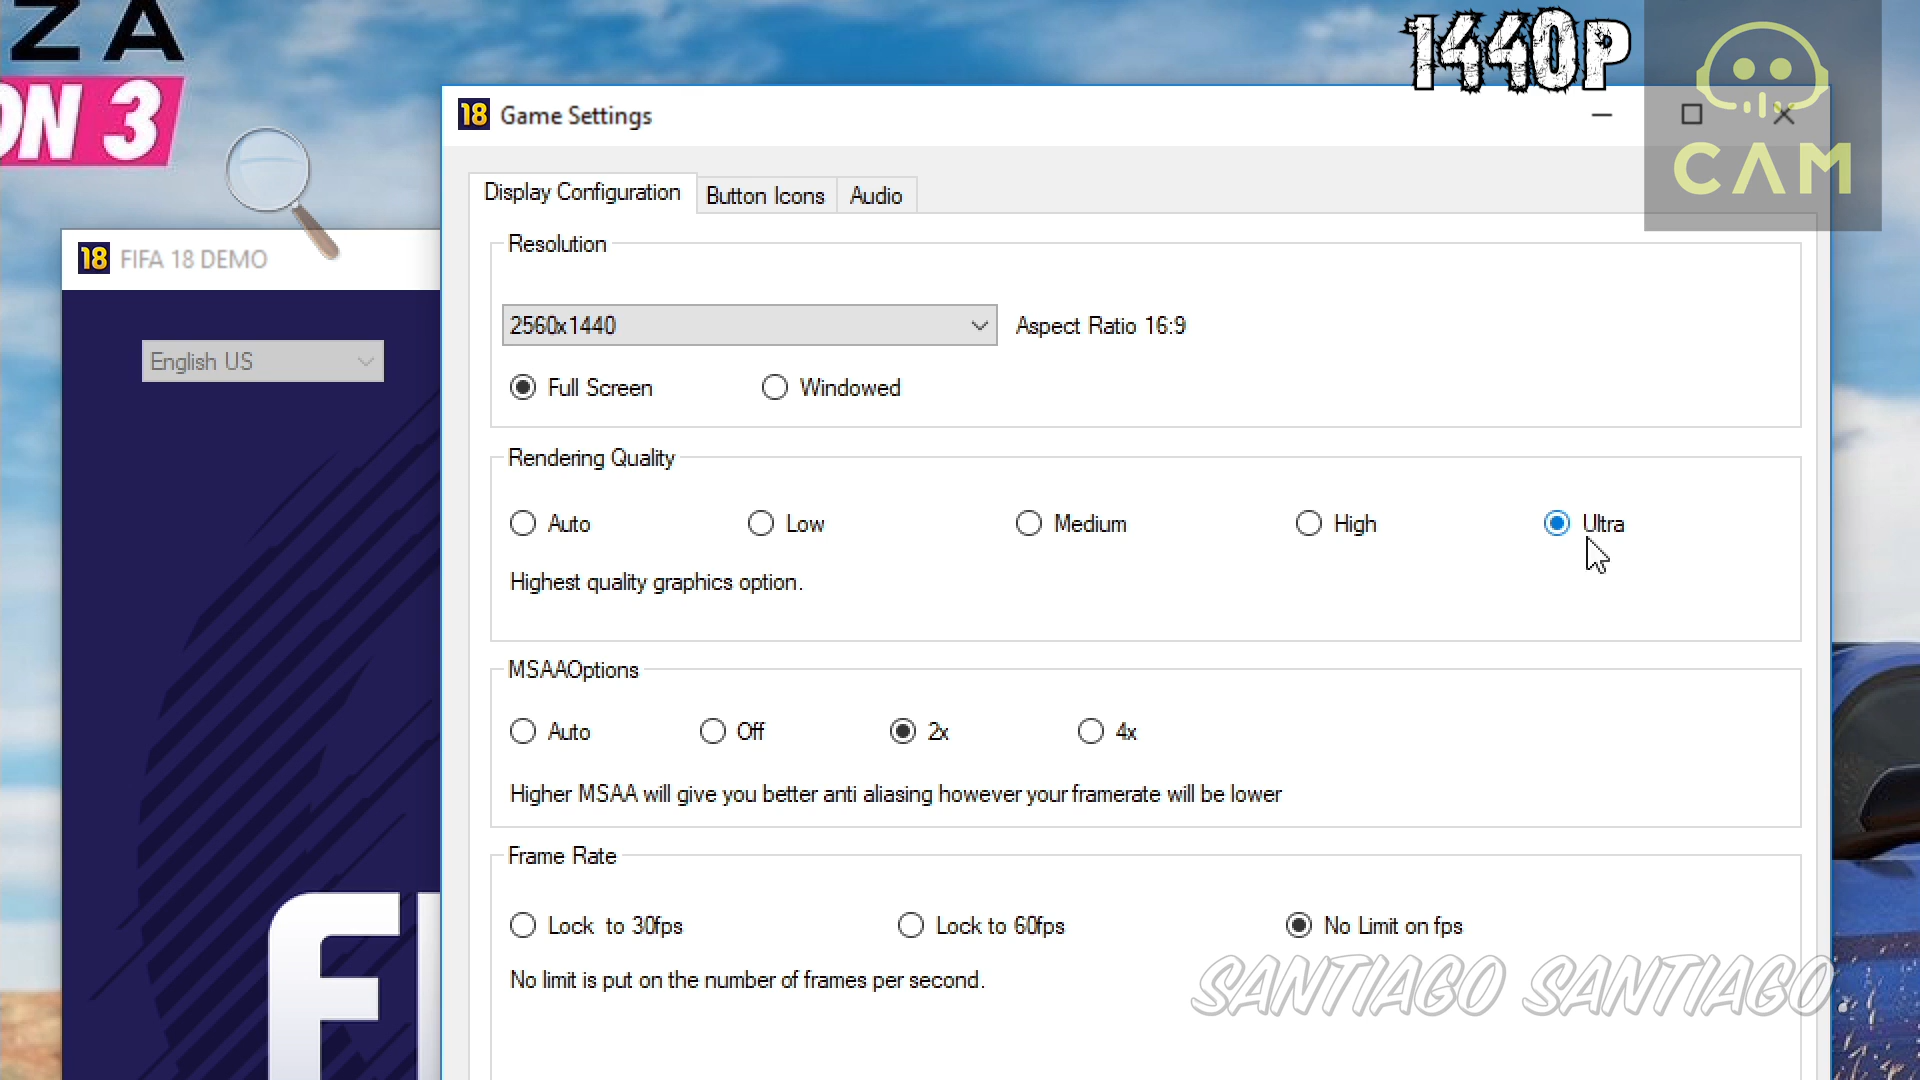 ZA
ON 3
1440P
CAM
18 Game Settings
Display Configuration Button Icons Audio
18 FIFA 18 DEMO
English US
Resolution
2560x1440 Aspect Ratio 16:9
Full Screen Windowed
Rendering Quality
Auto Low Medium High Ultra
Highest quality graphics option.
MSAAOptions
Auto Off 2x 4x
Higher MSAA will give you better anti aliasing however your framerate will be lower
Frame Rate
Lock to 30fps Lock to 60fps No Limit on fps
No limit is put on the number of frames per second.
SANTIAGO SANTIAGO
FI